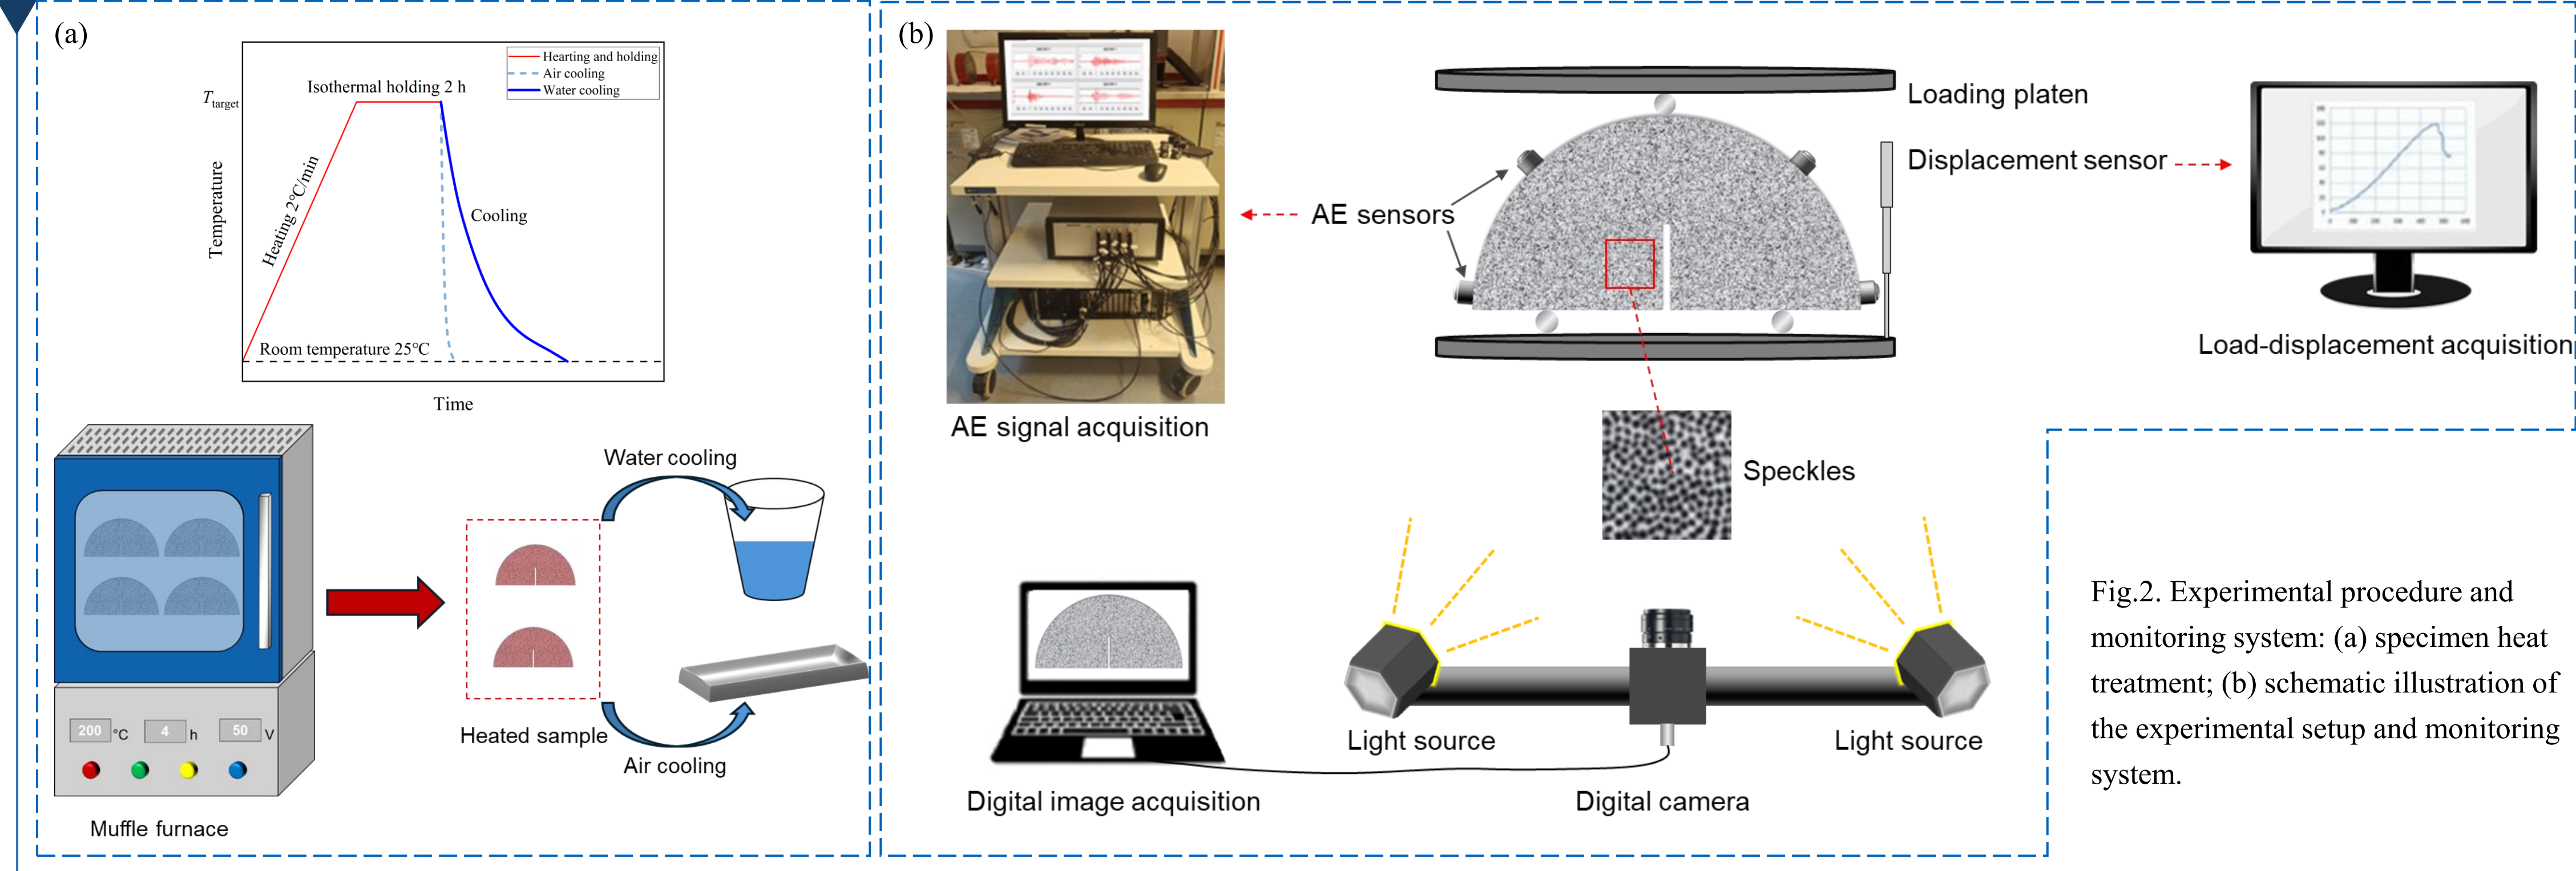 (a)
Hearting and holding
Air cooling
Water cooling
Isothermal holding 2 h
Ttarget
Temperature
Heating 2℃/min
Cooling
Room temperature 25℃
Time
Water cooling
200 °C 4 h 50 V
Heated sample
Air cooling
Muffle furnace
(b)
Loading platen
Displacement sensor
AE sensors
Load-displacement acquisition
AE signal acquisition
Speckles
Light source
Light source
Digital image acquisition
Digital camera
Fig.2. Experimental procedure and
monitoring system: (a) specimen heat
treatment; (b) schematic illustration of
the experimental setup and monitoring
system.